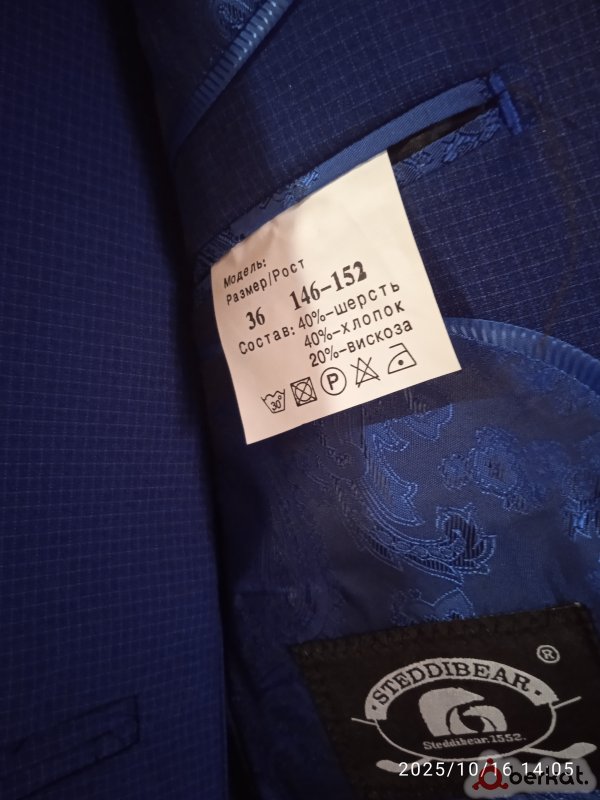 Модель:
Размер/Рост
36 146-152
Состав: 40%-шерсть
40%-хлопок
20%-вискоза
30°
P
STEDDIBEAR
®
Steddibear.1552.
2025/10/16 14:05
berkat.